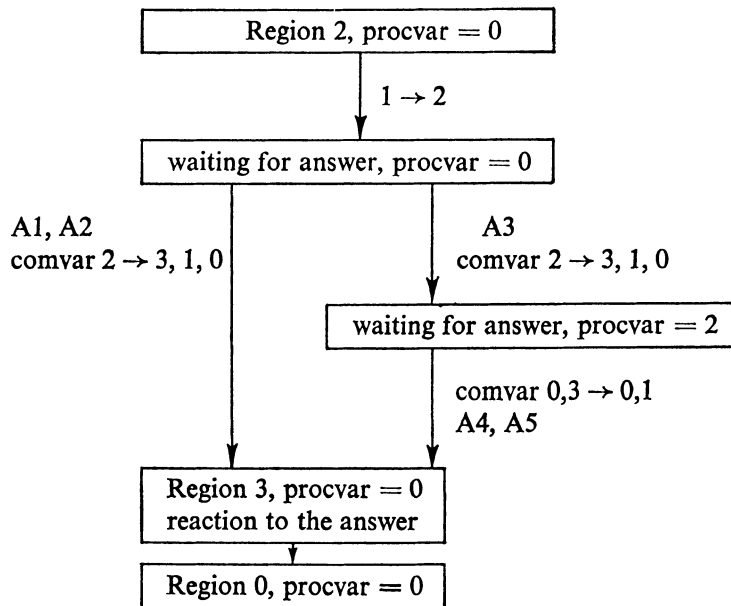 Region 2, procvar = 0
1 → 2
waiting for answer, procvar = 0
A1, A2
comvar 2 → 3, 1, 0
A3
comvar 2 → 3, 1, 0
waiting for answer, procvar = 2
comvar 0,3 → 0,1
A4, A5
Region 3, procvar = 0
reaction to the answer
Region 0, procvar = 0